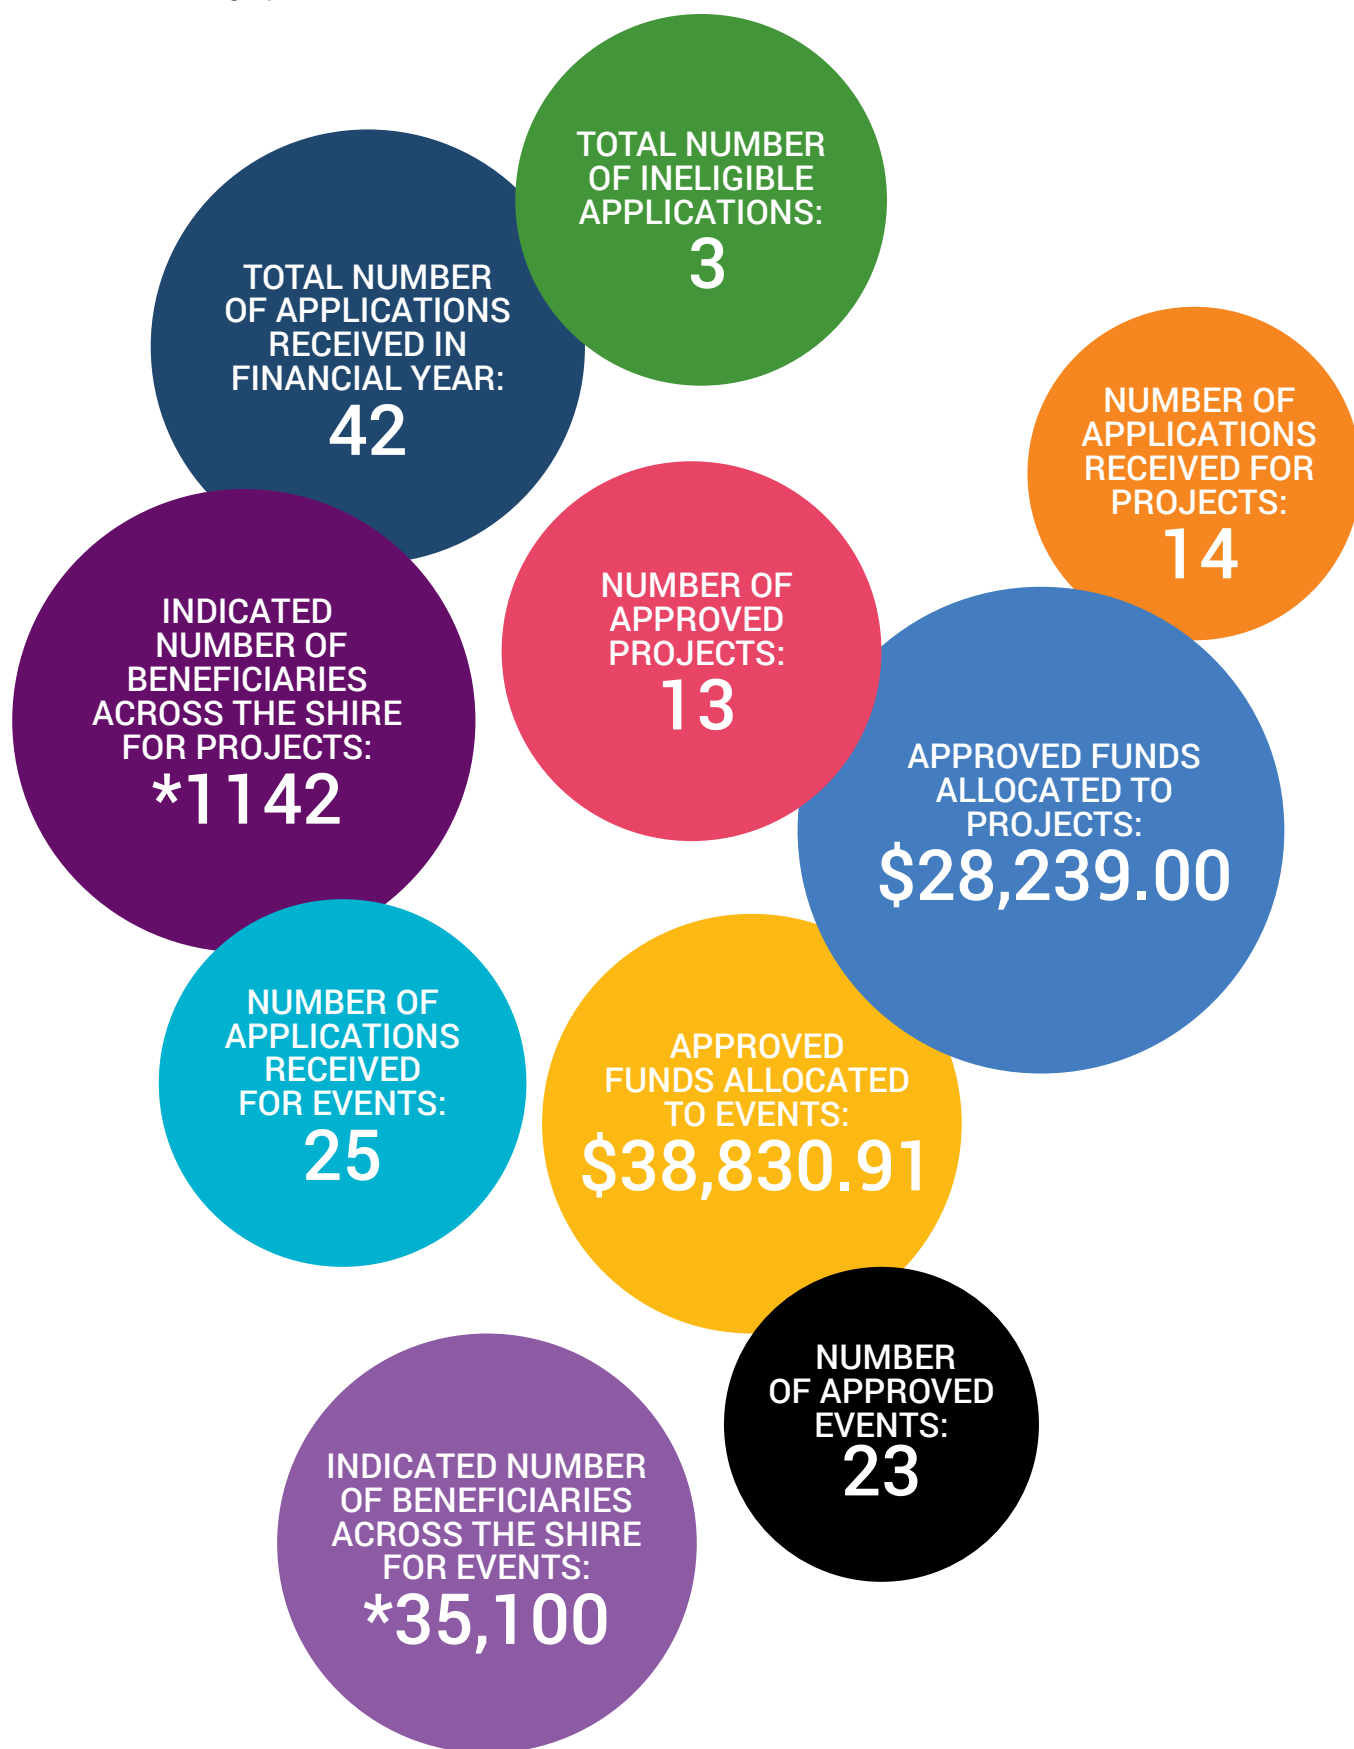 TOTAL NUMBER
OF INELIGIBLE
APPLICATIONS:
3
TOTAL NUMBER
OF APPLICATIONS
RECEIVED IN
FINANCIAL YEAR:
42
NUMBER OF
APPLICATIONS
RECEIVED FOR
PROJECTS:
14
NUMBER OF
APPROVED
PROJECTS:
13
INDICATED
NUMBER OF
BENEFICIARIES
ACROSS THE SHIRE
FOR PROJECTS:
*1142
APPROVED FUNDS
ALLOCATED TO
PROJECTS:
$28,239.00
NUMBER OF
APPLICATIONS
RECEIVED
FOR EVENTS:
25
APPROVED
FUNDS ALLOCATED
TO EVENTS:
$38,830.91
NUMBER
OF APPROVED
EVENTS:
23
INDICATED NUMBER
OF BENEFICIARIES
ACROSS THE SHIRE
FOR EVENTS:
*35,100